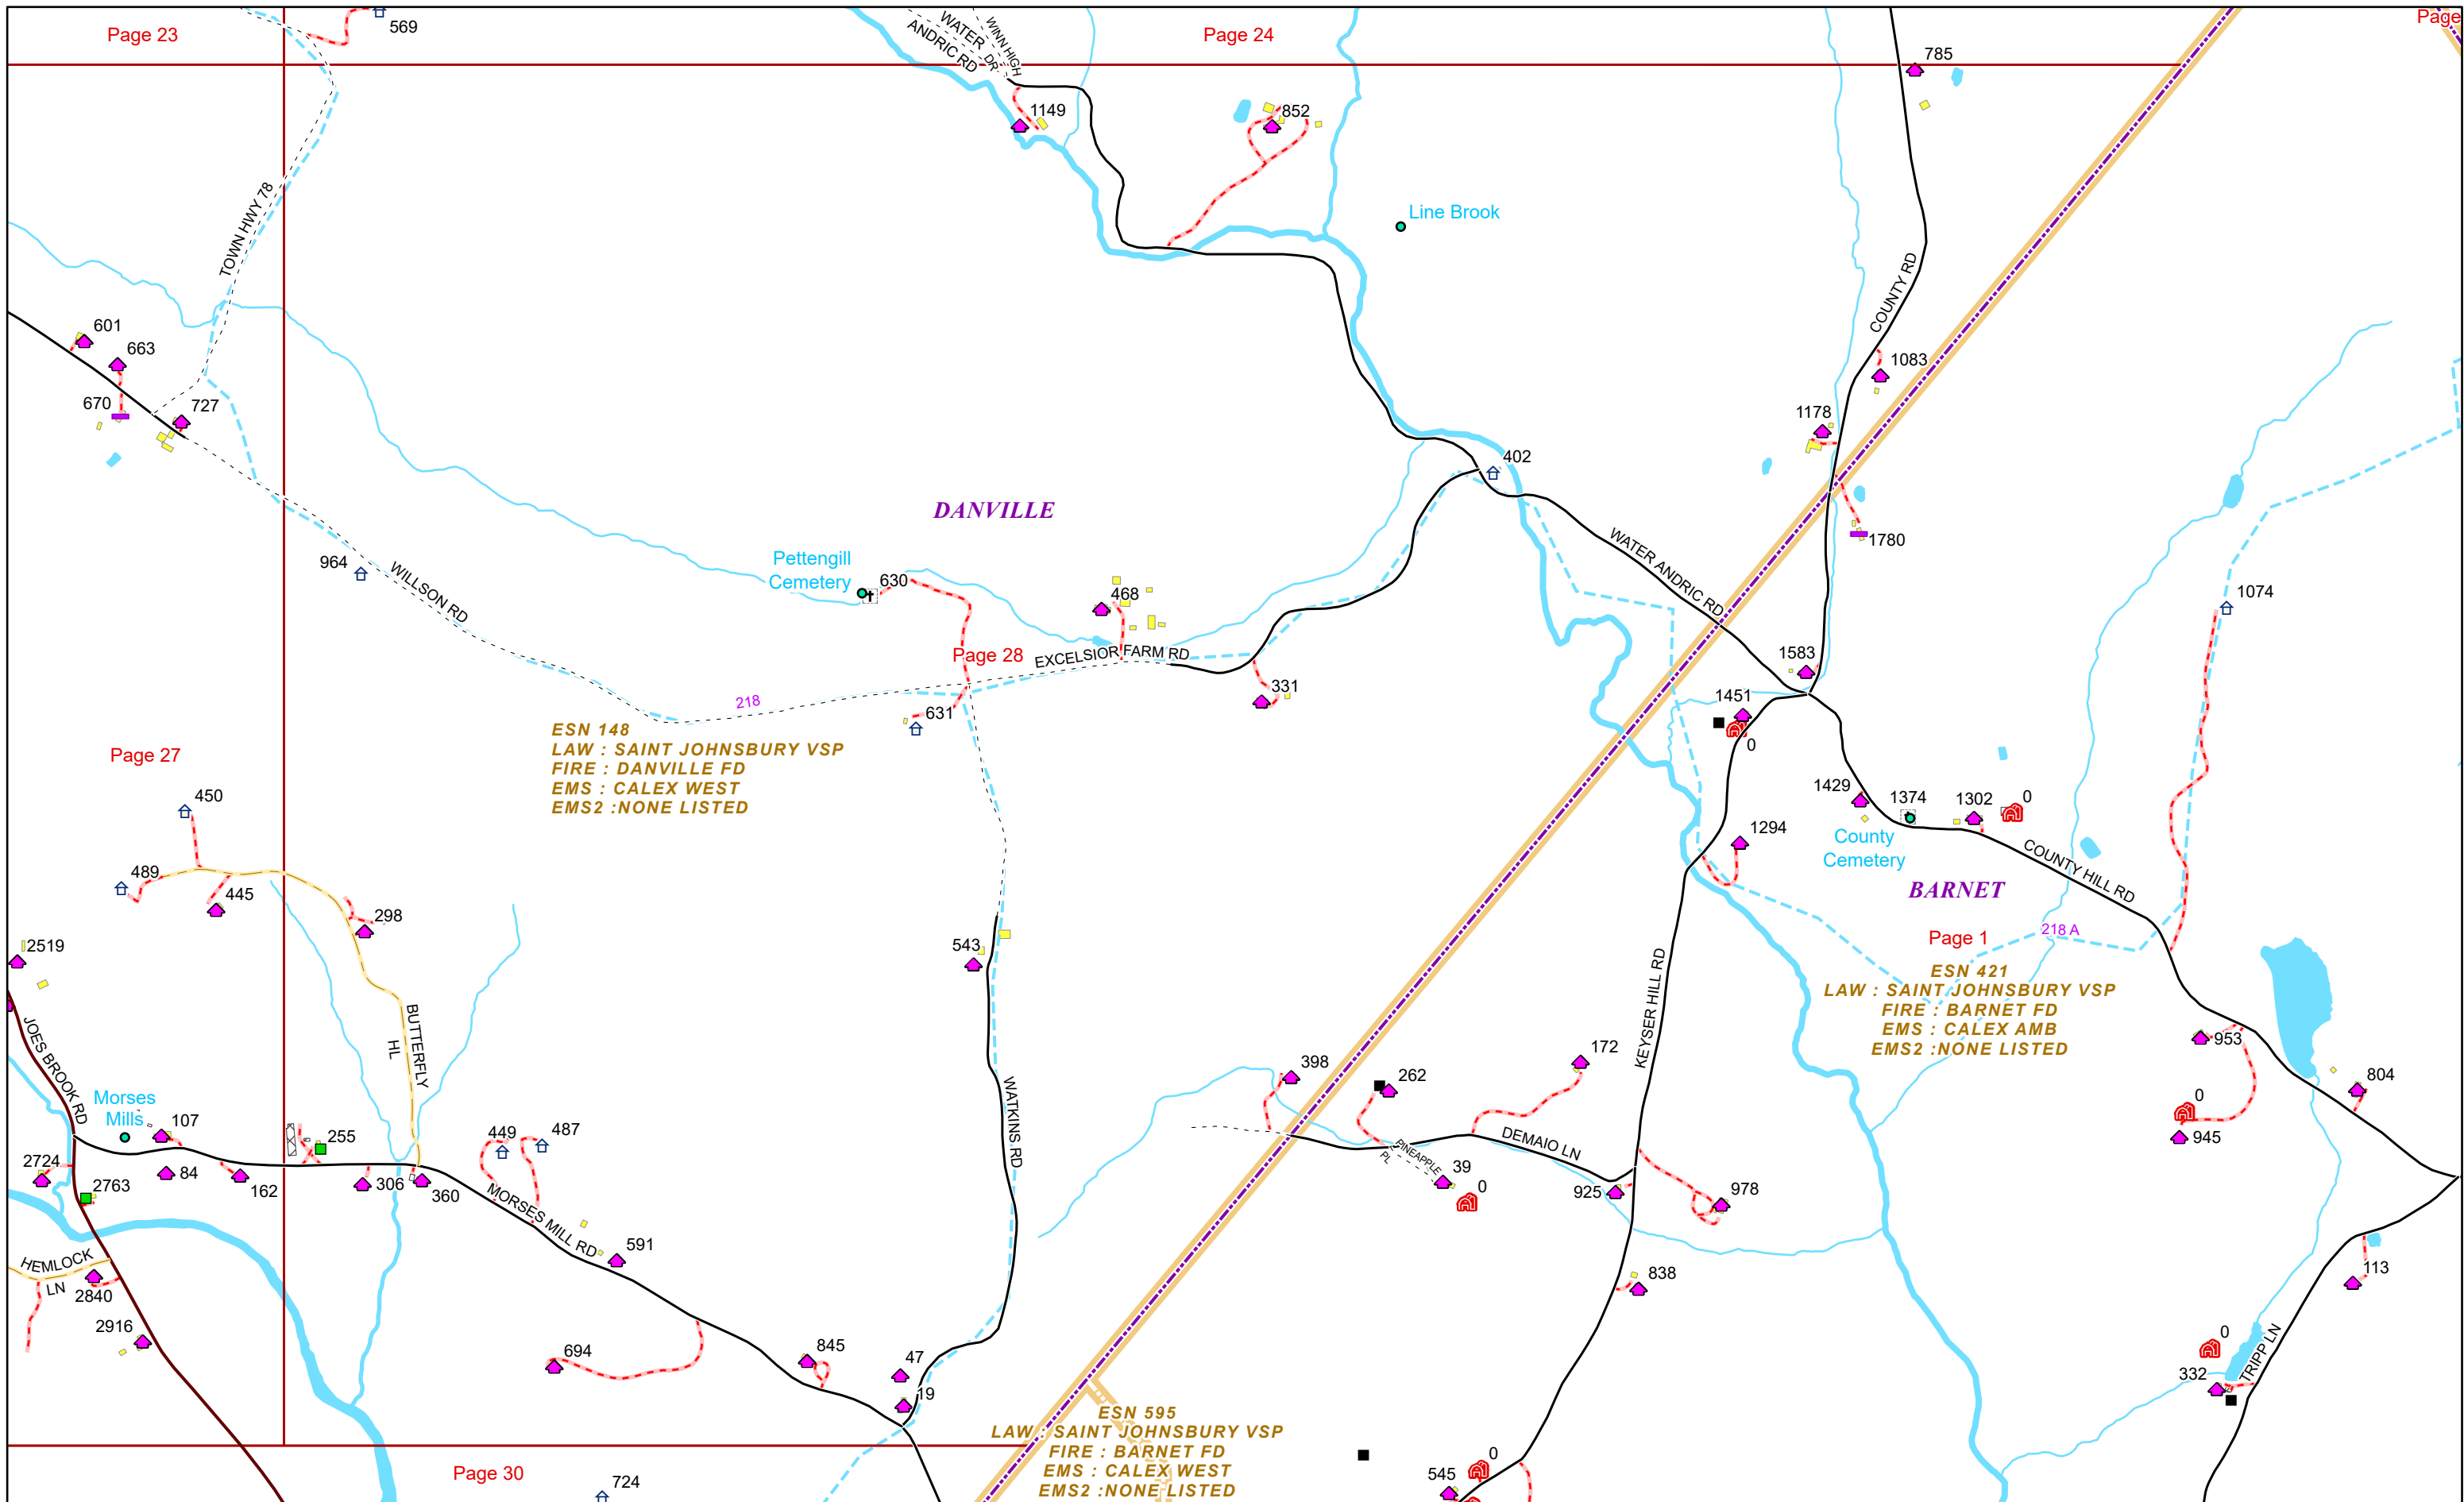 Page 23
569
WATER
ANDRIC RD
WINN HIGH
DR
Page 24
785
Page
1149
852
Line Brook
TOWN HWY 78
COUNTY RD
601
663
670
727
1083
1178
402
DANVILLE
1780
WATER ANDRIC RD
Pettengill
Cemetery
630
964
WILLSON RD
468
1074
Page 28
EXCELSIOR FARM RD
1583
331
218
631
1451
0
ESN 148
LAW : SAINT JOHNSBURY VSP
FIRE : DANVILLE FD
EMS : CALEX WEST
EMS2 :NONE LISTED
Page 27
450
1429
1374
1302
0
County
Cemetery
1294
COUNTY HILL RD
489
445
298
BARNET
218 A
Page 1
2519
543
KEYSER HILL RD
ESN 421
LAW : SAINT JOHNSBURY VSP
FIRE : BARNET FD
EMS : CALEX AMB
EMS2 :NONE LISTED
JOES BROOK RD
BUTTERFLY
HL
WATKINS RD
398
262
172
953
804
Morses
Mills
107
255
449
487
0
945
DEMAIO LN
PINEAPPLE
PL
39
0
925
978
2724
84
2763
162
306
360
MORSES MILL RD
591
HEMLOCK
LN
2840
838
113
2916
694
845
47
19
0
332
TRIPP LN
ESN 595
LAW : SAINT JOHNSBURY VSP
FIRE : BARNET FD
EMS : CALEX WEST
EMS2 :NONE LISTED
Page 30
724
0
545